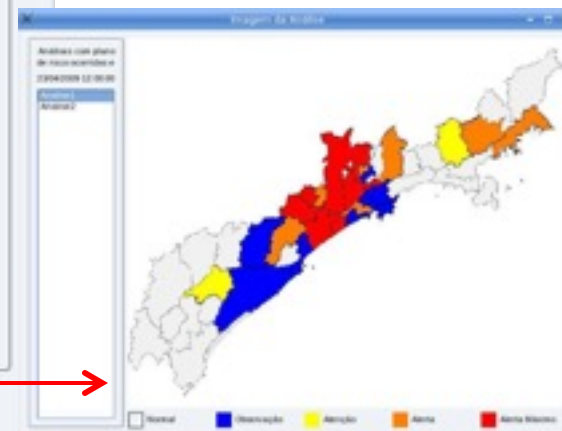 Imagem da Análise
Análises com plano
de risco ocorridos e
23/04/2009 12:00:00
Analise1
Analise2
Normal
Observação
Atenção
Alerta
Alerta Máximo